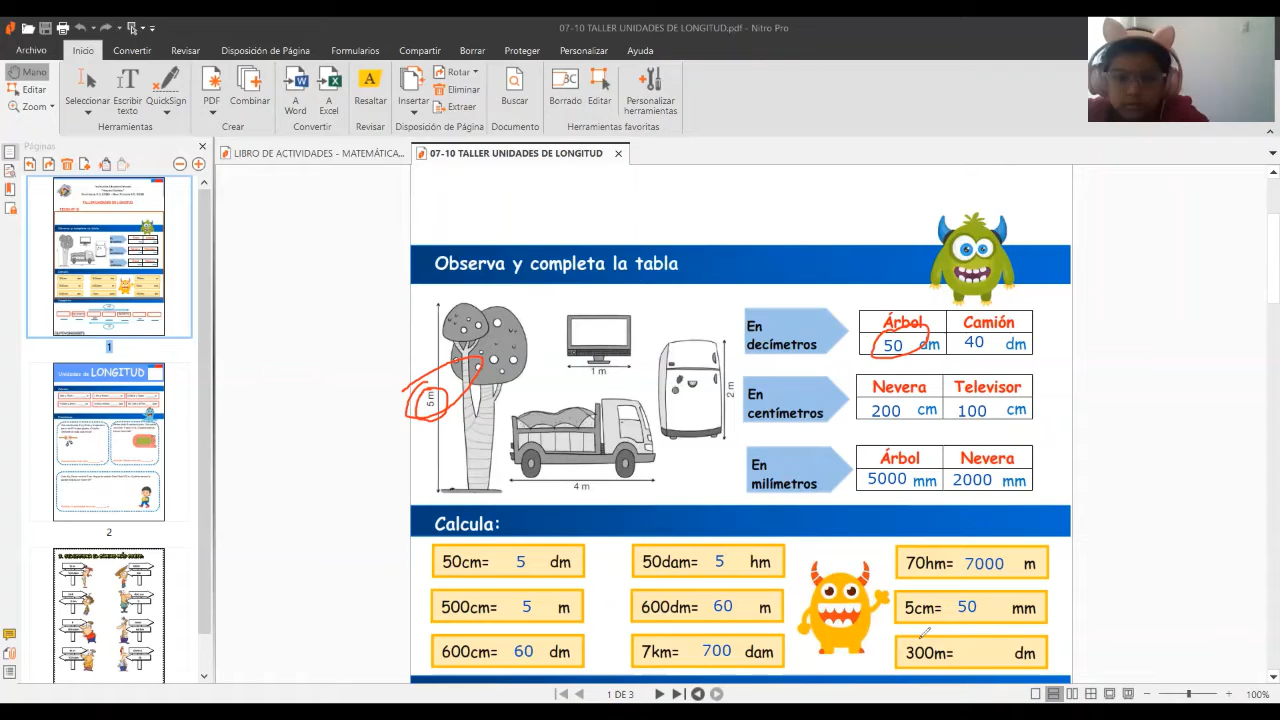 07-10 TALLER UNIDADES DE LONGITUD.pdf - Nitro Pro
Archivo Inicio Convertir Revisar Disposición de Página Formularios Compartir Borrar Proteger Personalizar Ayuda
Mano
Editar
Zoom
Seleccionar
Escribir texto
QuickSign
Herramientas
PDF
Combinar
Crear
A Word
A Excel
Convertir
Resaltar
Revisar
Insertar
Rotar
Eliminar
Extraer
Disposición de Página
Buscar
Documento
Borrado
Editar
Herramientas favoritas
Personalizar herramientas
Páginas
LIBRO DE ACTIVIDADES - MATEMÁTICA...
07-10 TALLER UNIDADES DE LONGITUD
1
Unidades de LONGITUD
2
Observa y completa la tabla
5 m
1 m
2 m
4 m
En decímetros
Árbol Camión
50 dm 40 dm
En centímetros
Nevera Televisor
200 cm 100 cm
En milímetros
Árbol Nevera
5000 mm 2000 mm
Calcula:
50cm= 5 dm 50dam= 5 hm 70hm= 7000 m
500cm= 5 m 600dm= 60 m 5cm= 50 mm
600cm= 60 dm 7km= 700 dam 300m= dm
1 DE 3
100%